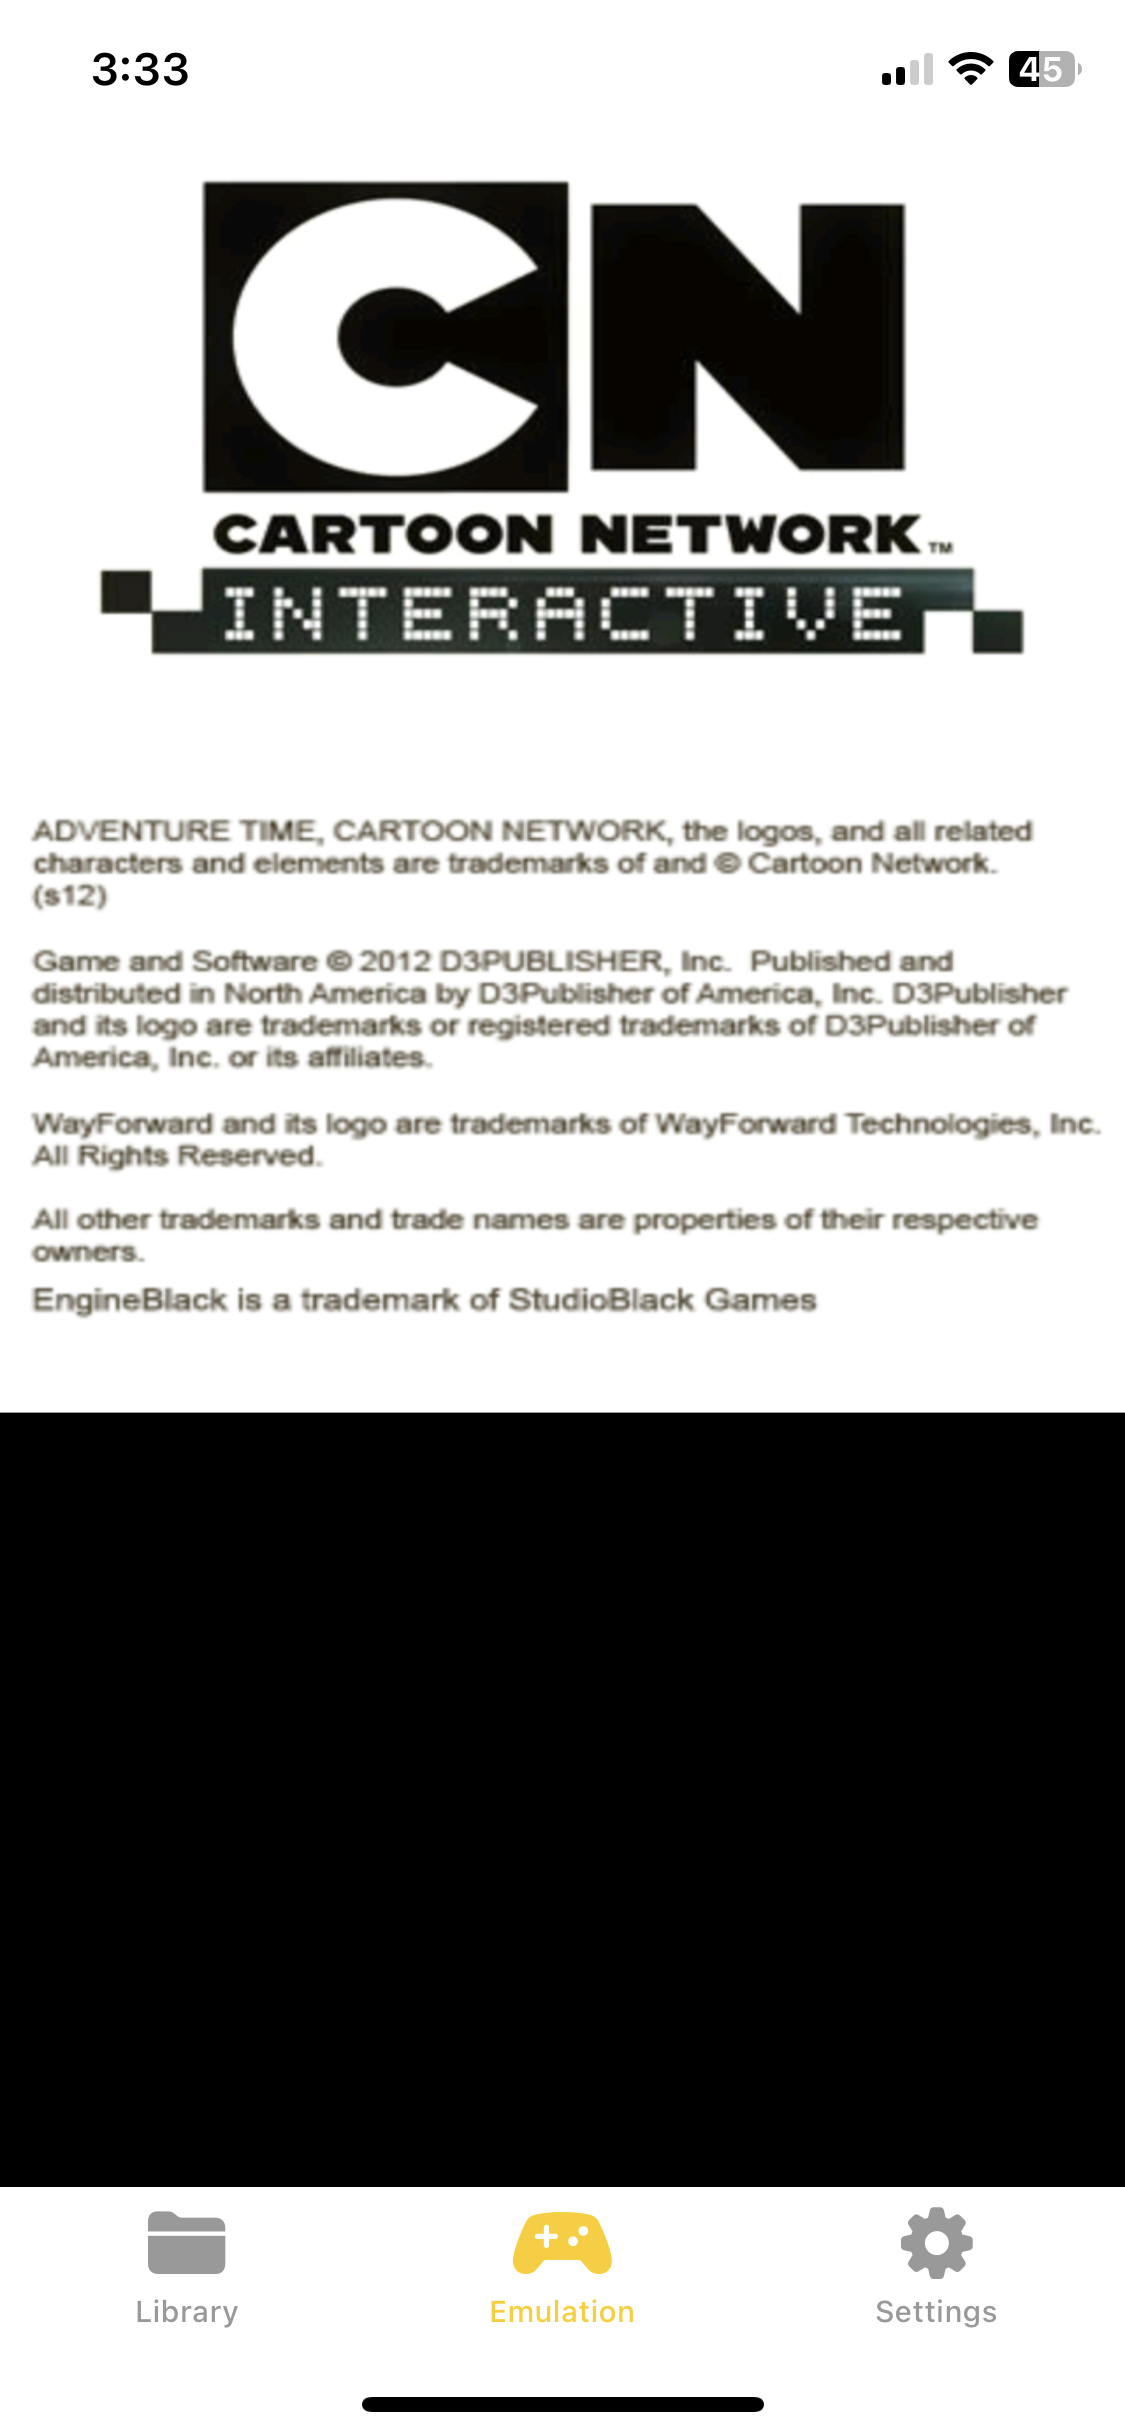 3:33
45
CN
CARTOON NETWORK™
INTERACTIVE
ADVENTURE TIME, CARTOON NETWORK, the logos, and all related
characters and elements are trademarks of and © Cartoon Network.
(s12)
Game and Software © 2012 D3PUBLISHER, Inc.  Published and
distributed in North America by D3Publisher of America, Inc. D3Publisher
and its logo are trademarks or registered trademarks of D3Publisher of
America, Inc. or its affiliates.
WayForward and its logo are trademarks of WayForward Technologies, Inc.
All Rights Reserved.
All other trademarks and trade names are properties of their respective
owners.
EngineBlack is a trademark of StudioBlack Games
Library
Emulation
Settings